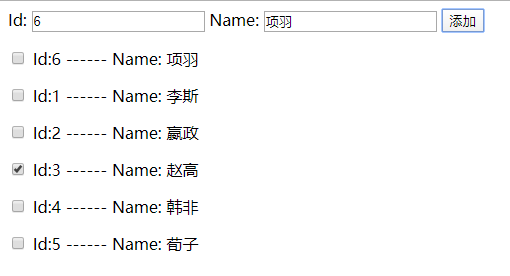 Id: 6 Name: 项羽 添加
Id:6 ------ Name: 项羽
Id:1 ------ Name: 李斯
Id:2 ------ Name: 嬴政
Id:3 ------ Name: 赵高
Id:4 ------ Name: 韩非
Id:5 ------ Name: 荀子